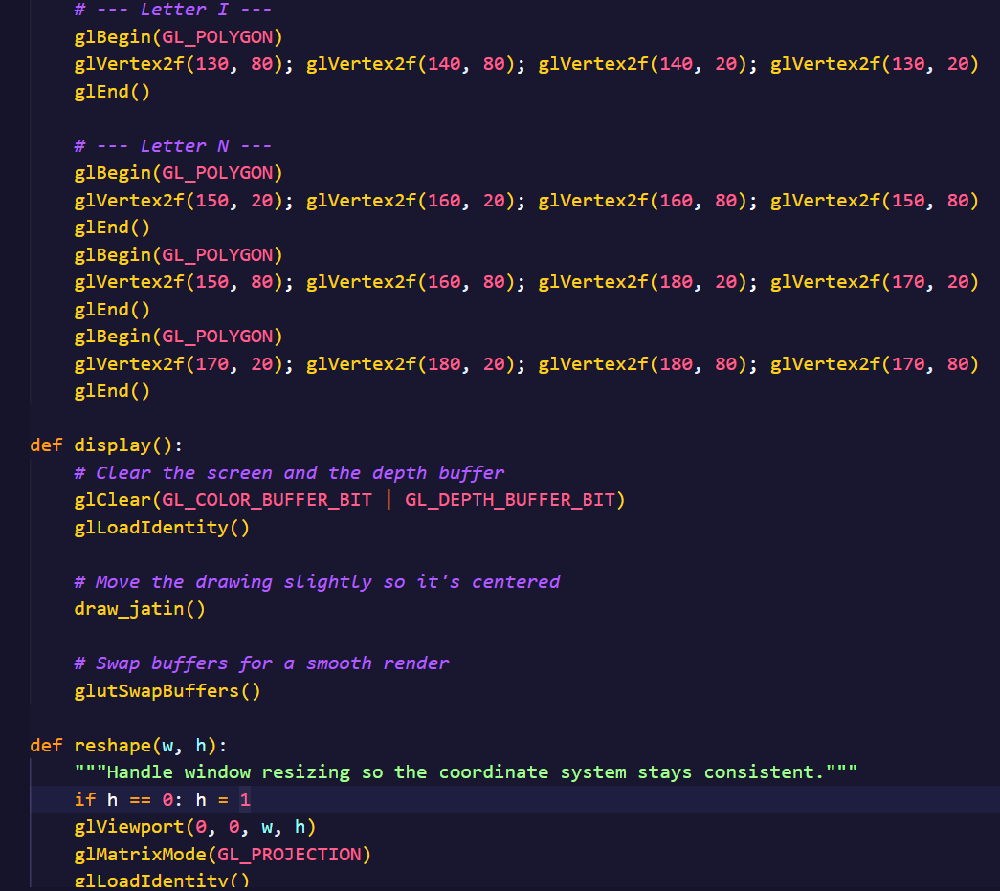 # --- Letter I ---
glBegin(GL_POLYGON)
glVertex2f(130, 80); glVertex2f(140, 80); glVertex2f(140, 20); glVertex2f(130, 20)
glEnd()
# --- Letter N ---
glBegin(GL_POLYGON)
glVertex2f(150, 20); glVertex2f(160, 20); glVertex2f(160, 80); glVertex2f(150, 80)
glEnd()
glBegin(GL_POLYGON)
glVertex2f(150, 80); glVertex2f(160, 80); glVertex2f(180, 20); glVertex2f(170, 20)
glEnd()
glBegin(GL_POLYGON)
glVertex2f(170, 20); glVertex2f(180, 20); glVertex2f(180, 80); glVertex2f(170, 80)
glEnd()
def display():
# Clear the screen and the depth buffer
glClear(GL_COLOR_BUFFER_BIT | GL_DEPTH_BUFFER_BIT)
glLoadIdentity()
# Move the drawing slightly so it's centered
draw_jatin()
# Swap buffers for a smooth render
glutSwapBuffers()
def reshape(w, h):
"""Handle window resizing so the coordinate system stays consistent."""
if h == 0: h = 1
glViewport(0, 0, w, h)
glMatrixMode(GL_PROJECTION)
glLoadIdentity()